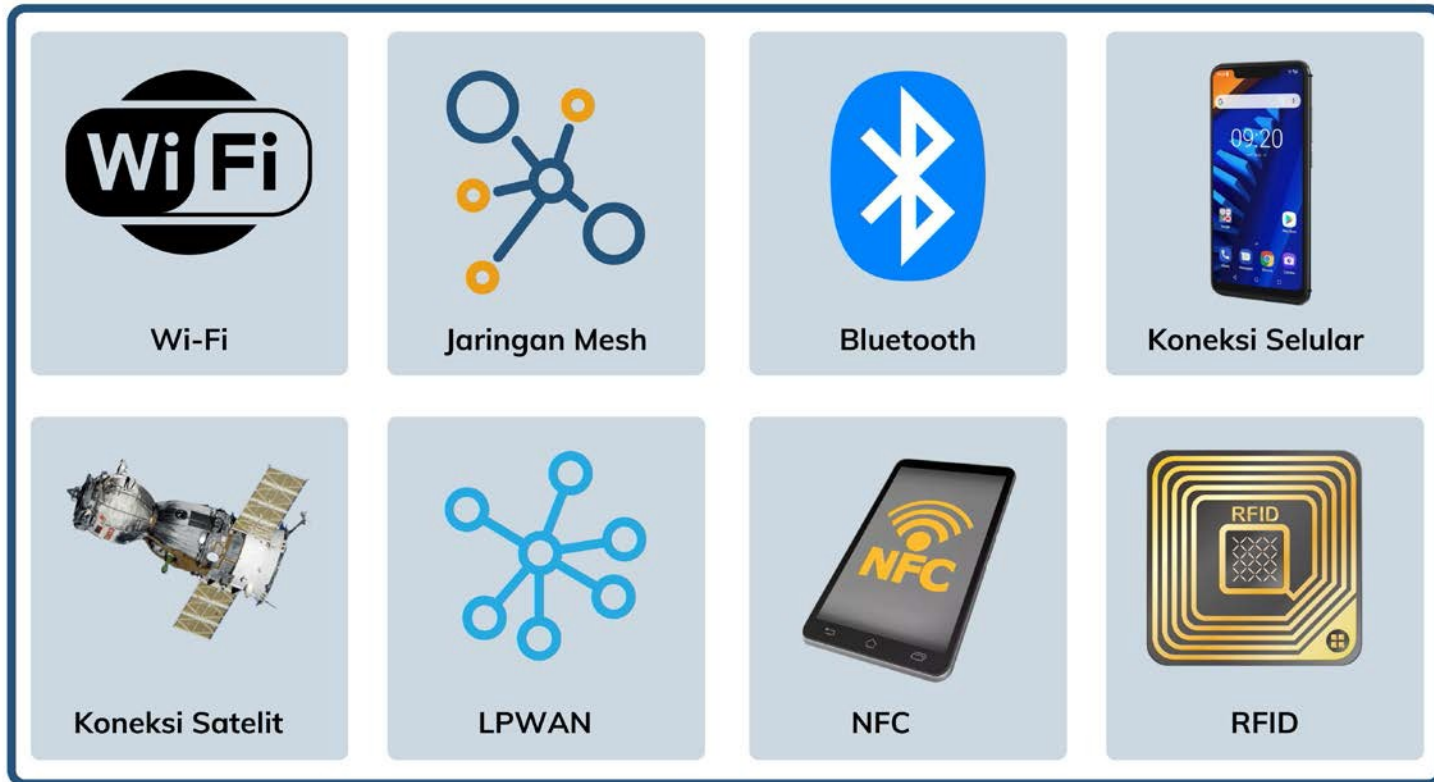 Wi Fi
Wi-Fi
Jaringan Mesh
Bluetooth
09:20
Koneksi Selular
Koneksi Satelit
LPWAN
NFC
NFC
RFID
RFID